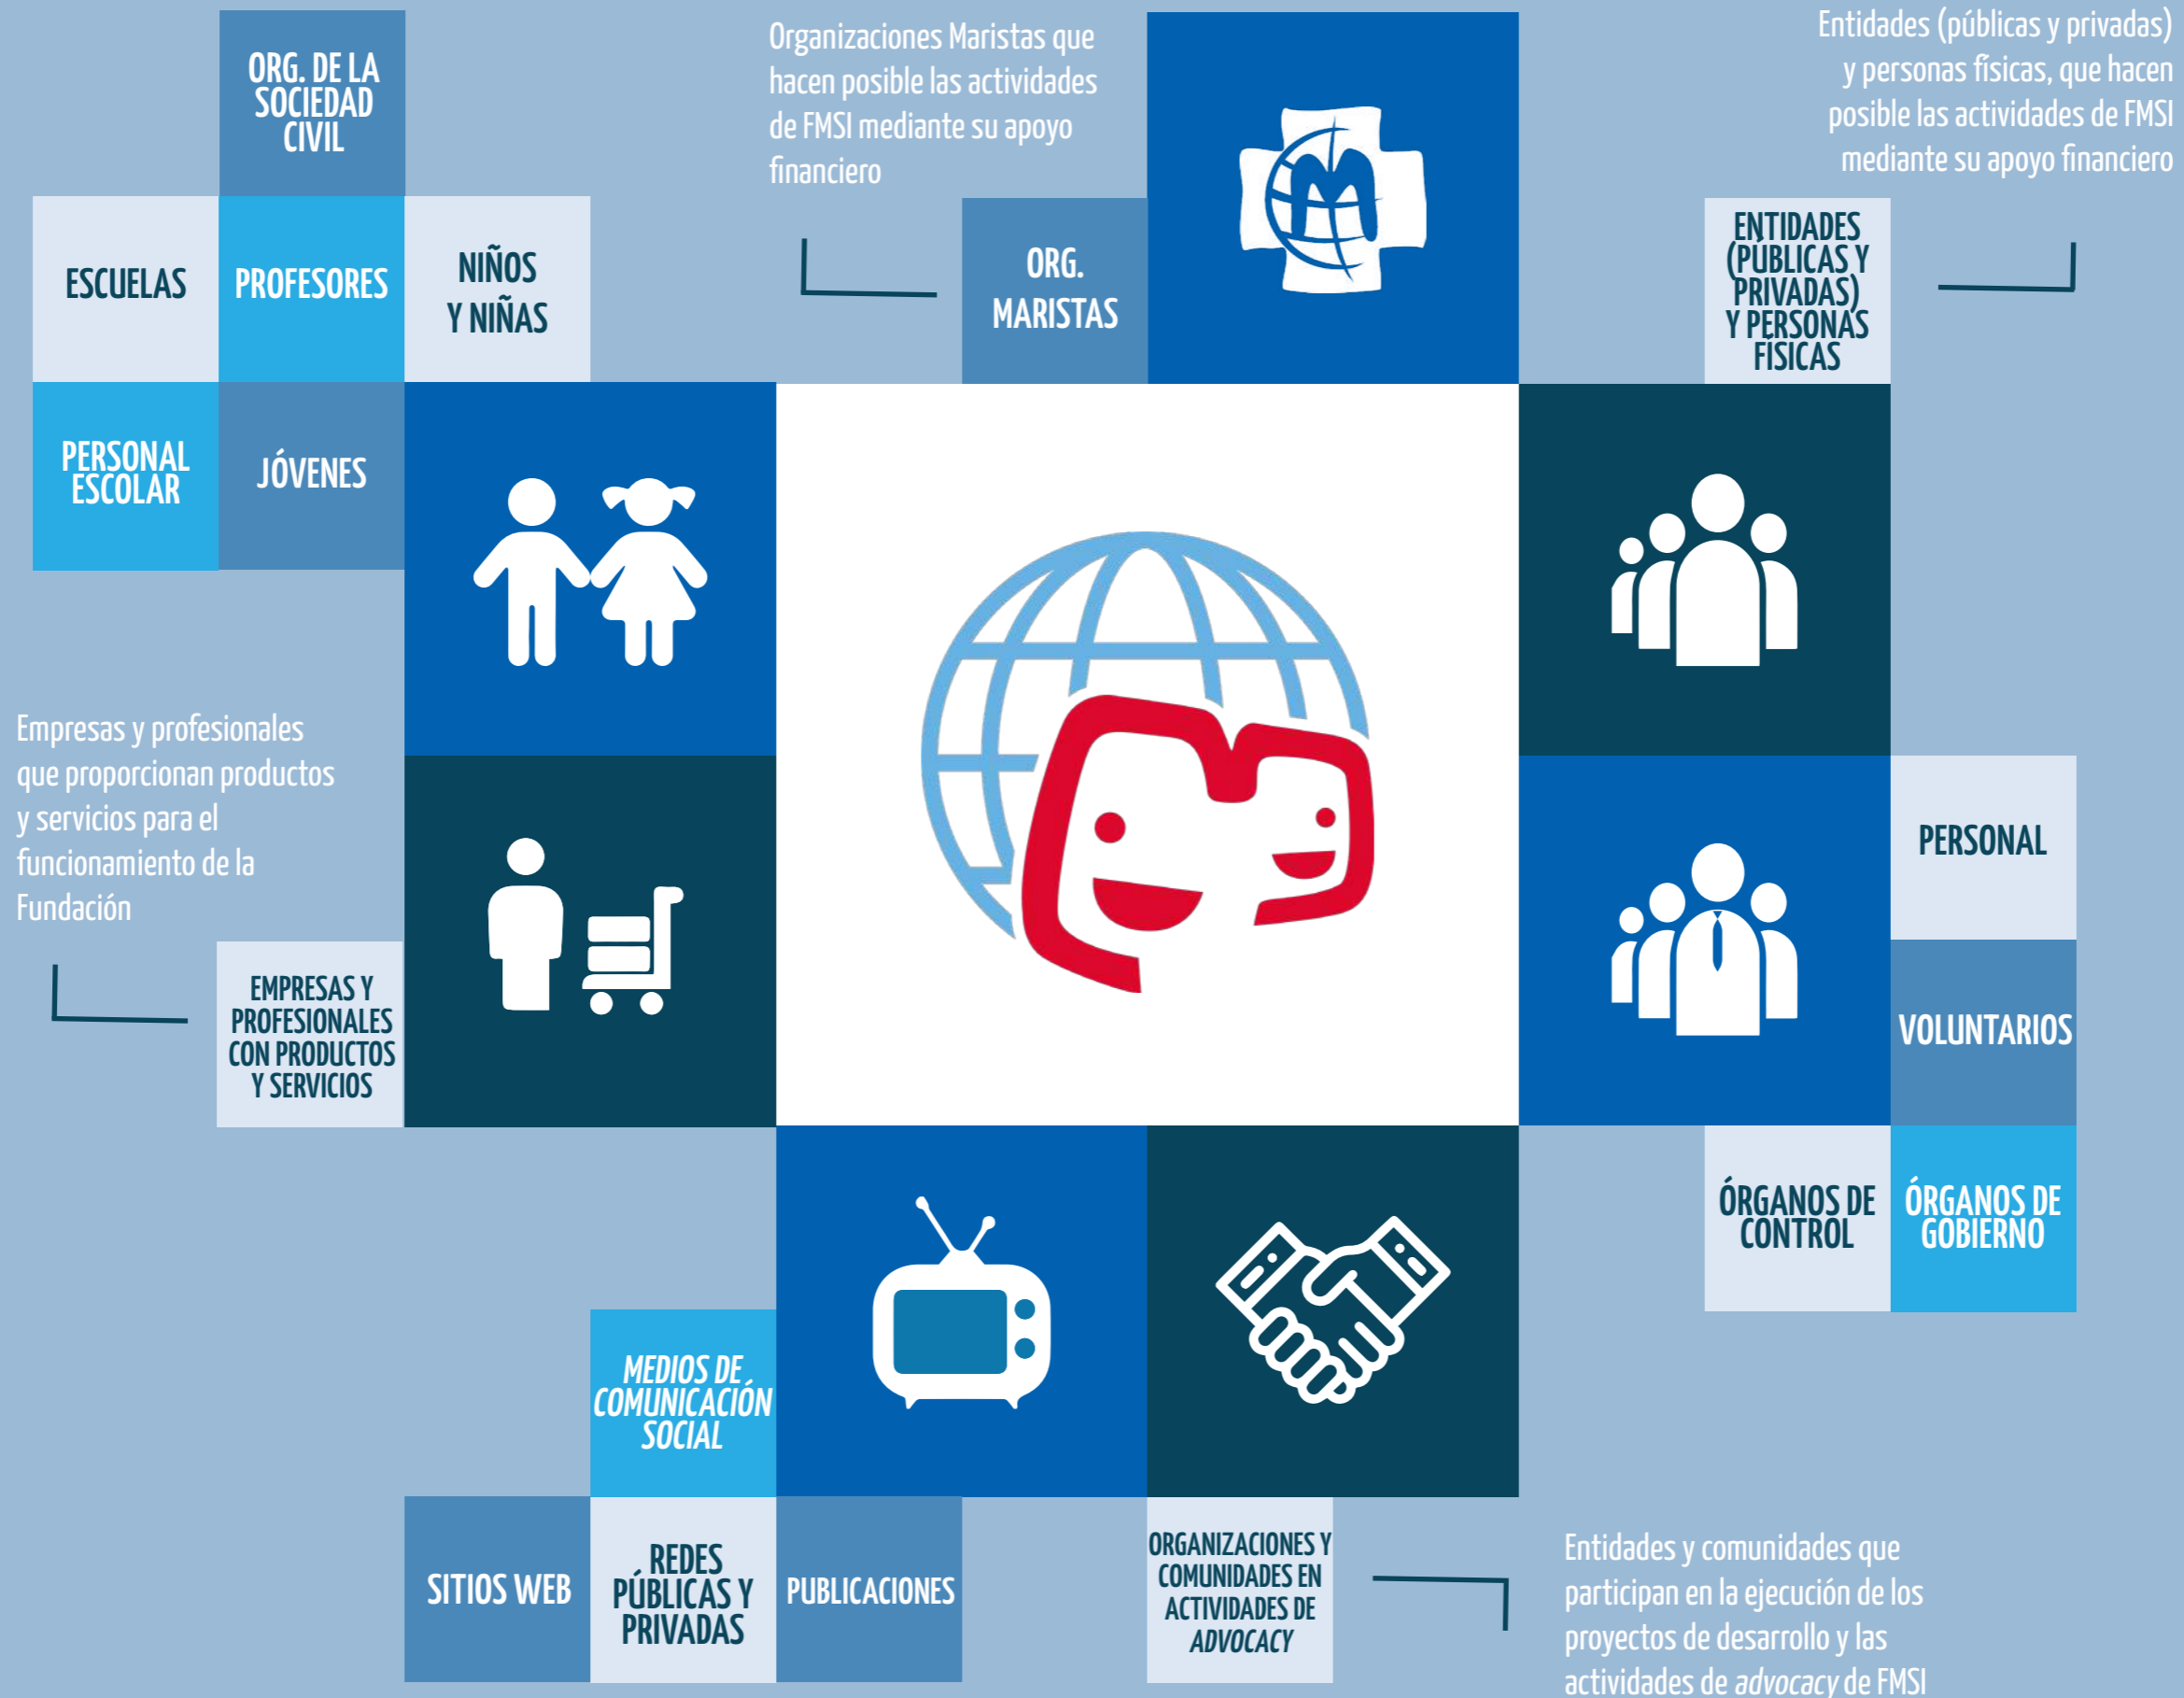 ORG. DE LA
SOCIEDAD
CIVIL
ESCUELAS
PROFESORES
NIÑOS
Y NIÑAS
PERSONAL
ESCOLAR
JÓVENES
Organizaciones Maristas que
hacen posible las actividades
de FMSI mediante su apoyo
financiero
ORG.
MARISTAS
Entidades (públicas y privadas)
y personas físicas, que hacen
posible las actividades de FMSI
mediante su apoyo financiero
ENTIDADES
(PÚBLICAS Y
PRIVADAS)
Y PERSONAS
FÍSICAS
Empresas y profesionales
que proporcionan productos
y servicios para el
funcionamiento de la
Fundación
EMPRESAS Y
PROFESIONALES
CON PRODUCTOS
Y SERVICIOS
PERSONAL
VOLUNTARIOS
ÓRGANOS DE
CONTROL
ÓRGANOS DE
GOBIERNO
MEDIOS DE
COMUNICACIÓN
SOCIAL
SITIOS WEB
REDES
PÚBLICAS Y
PRIVADAS
PUBLICACIONES
ORGANIZACIONES Y
COMUNIDADES EN
ACTIVIDADES DE
ADVOCACY
Entidades y comunidades que
participan en la ejecución de los
proyectos de desarrollo y las
actividades de advocacy de FMSI